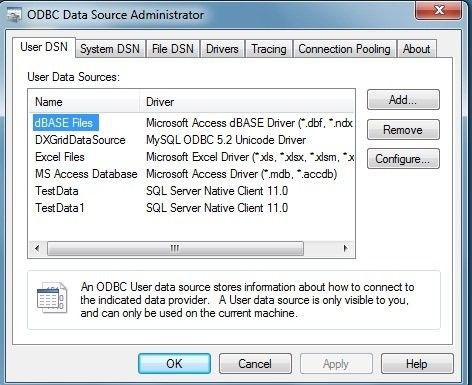 ODBC Data Source Administrator
User DSN System DSN File DSN Drivers Tracing Connection Pooling About
User Data Sources:
Name Driver
dBASE Files Microsoft Access dBASE Driver (*.dbf, *.ndx
DXGridDataSource MySQL ODBC 5.2 Unicode Driver
Excel Files Microsoft Excel Driver (*.xls, *.xlsx, *.xlsm, *.x
MS Access Database Microsoft Access Driver (*.mdb, *.accdb)
TestData SQL Server Native Client 11.0
TestData1 SQL Server Native Client 11.0
Add...
Remove
Configure...
An ODBC User data source stores information about how to connect to
the indicated data provider. A User data source is only visible to you,
and can only be used on the current machine.
OK Cancel Apply Help